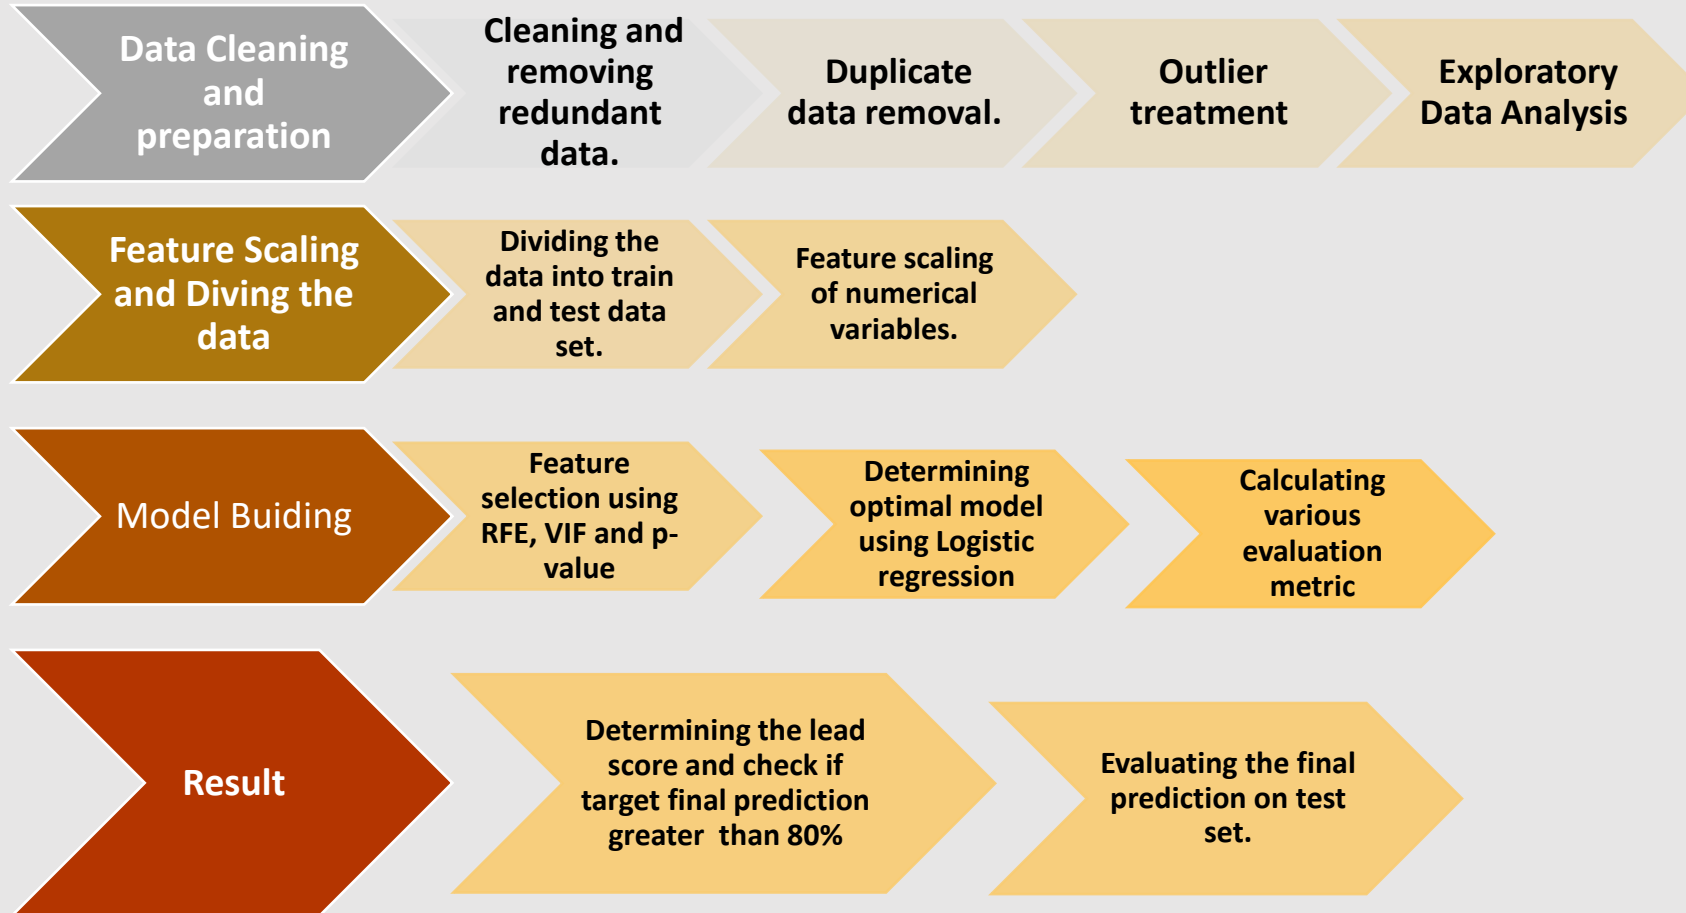 Data Cleaning
and
preparation
Cleaning and
removing
redundant
data.
Duplicate
data removal.
Outlier
treatment
Exploratory
Data Analysis
Feature Scaling
and Diving the
data
Dividing the
data into train
and test data
set.
Feature scaling
of numerical
variables.
Model Buiding
Feature
selection using
RFE, VIF and p-
value
Determining
optimal model
using Logistic
regression
Calculating
various
evaluation
metric
Result
Determining the lead
score and check if
target final prediction
greater  than 80%
Evaluating the final
prediction on test
set.